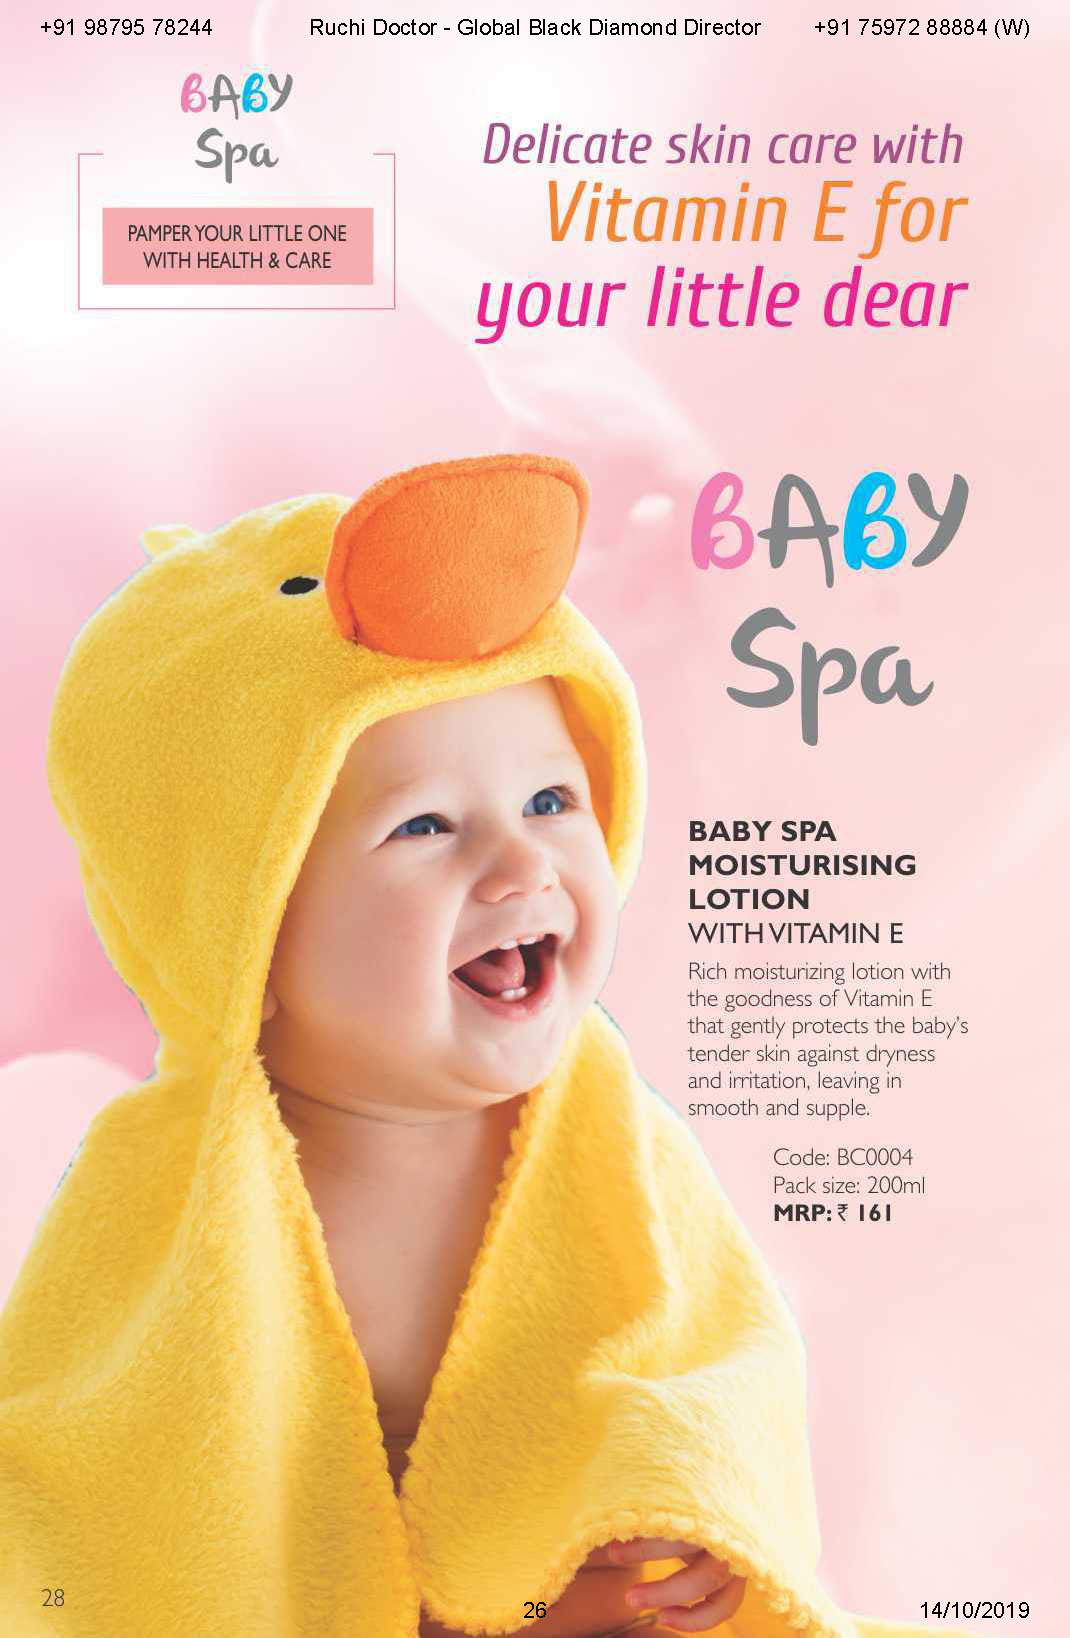 +91 98795 78244 Ruchi Doctor - Global Black Diamond Director +91 75972 88884 (W)
BABY
Spa
PAMPER YOUR LITTLE ONE
WITH HEALTH & CARE
Delicate skin care with
Vitamin E for
your little dear
BABY
Spa
BABY SPA
MOISTURISING
LOTION
WITH VITAMIN E
Rich moisturizing lotion with
the goodness of Vitamin E
that gently protects the baby's
tender skin against dryness
and irritation, leaving in
smooth and supple.
Code: BC0004
Pack size: 200ml
MRP: ₹ 161
28
26
14/10/2019